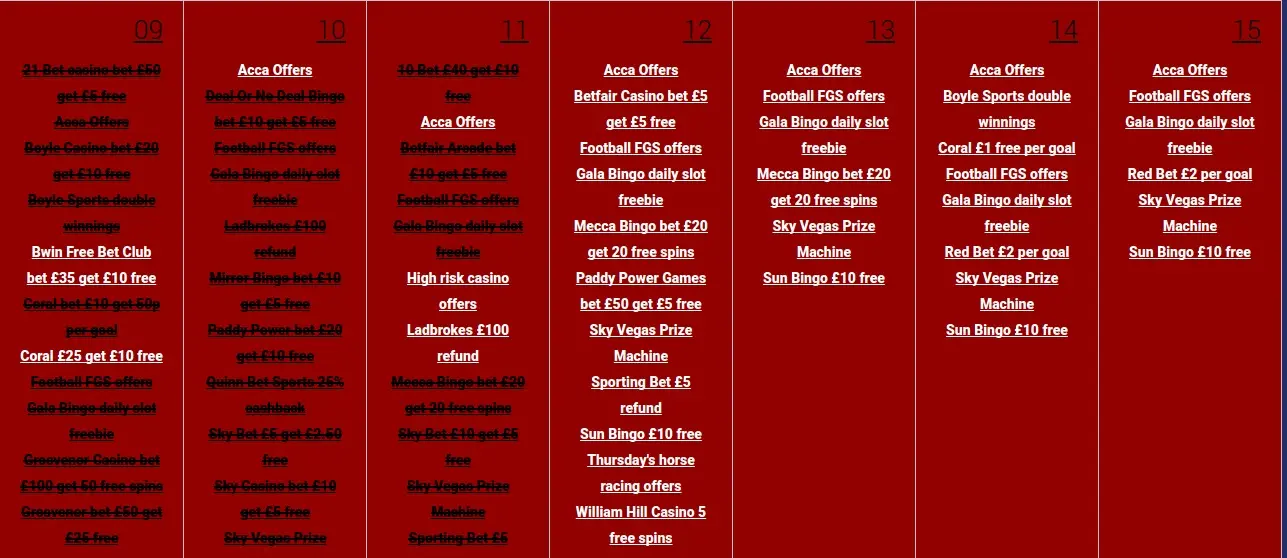 09
21 Bet casino bet £50
get £5 free
Acca Offers
Boyle Casino bet £20
get £10 free
Boyle Sports double
winnings
Bwin Free Bet Club
bet £35 get £10 free
Coral bet £10 get 50p
per goal
Coral £25 get £10 free
Football FGS offers
Gala Bingo daily slot
freebie
Grosvenor Casino bet
£100 get 50 free spins
Grosvenor bet £50 get
£25 free
10
Acca Offers
Deal Or No Deal Bingo
bet £10 get £5 free
Football FGS offers
Gala Bingo daily slot
freebie
Ladbrokes £100
refund
Mirror Bingo bet £10
get £5 free
Paddy Power bet £20
get £10 free
Quinn Bet Sports 25%
cashback
Sky Bet £5 get £2.50
free
Sky Casino bet £10
get £5 free
Sky Vegas Prize
11
10 Bet £40 get £10
free
Acca Offers
Betfair Arcade bet
£10 get £5 free
Football FGS offers
Gala Bingo daily slot
freebie
High risk casino
offers
Ladbrokes £100
refund
Mecca Bingo bet £20
get 20 free spins
Sky Bet £10 get £5
free
Sky Vegas Prize
Machine
Sporting Bet £5
12
Acca Offers
Betfair Casino bet £5
get £5 free
Football FGS offers
Gala Bingo daily slot
freebie
Mecca Bingo bet £20
get 20 free spins
Paddy Power Games
bet £50 get £5 free
Sky Vegas Prize
Machine
Sporting Bet £5
refund
Sun Bingo £10 free
Thursday's horse
racing offers
William Hill Casino 5
free spins
13
Acca Offers
Football FGS offers
Gala Bingo daily slot
freebie
Mecca Bingo bet £20
get 20 free spins
Sky Vegas Prize
Machine
Sun Bingo £10 free
14
Acca Offers
Boyle Sports double
winnings
Coral £1 free per goal
Football FGS offers
Gala Bingo daily slot
freebie
Red Bet £2 per goal
Sky Vegas Prize
Machine
Sun Bingo £10 free
15
Acca Offers
Football FGS offers
Gala Bingo daily slot
freebie
Red Bet £2 per goal
Sky Vegas Prize
Machine
Sun Bingo £10 free